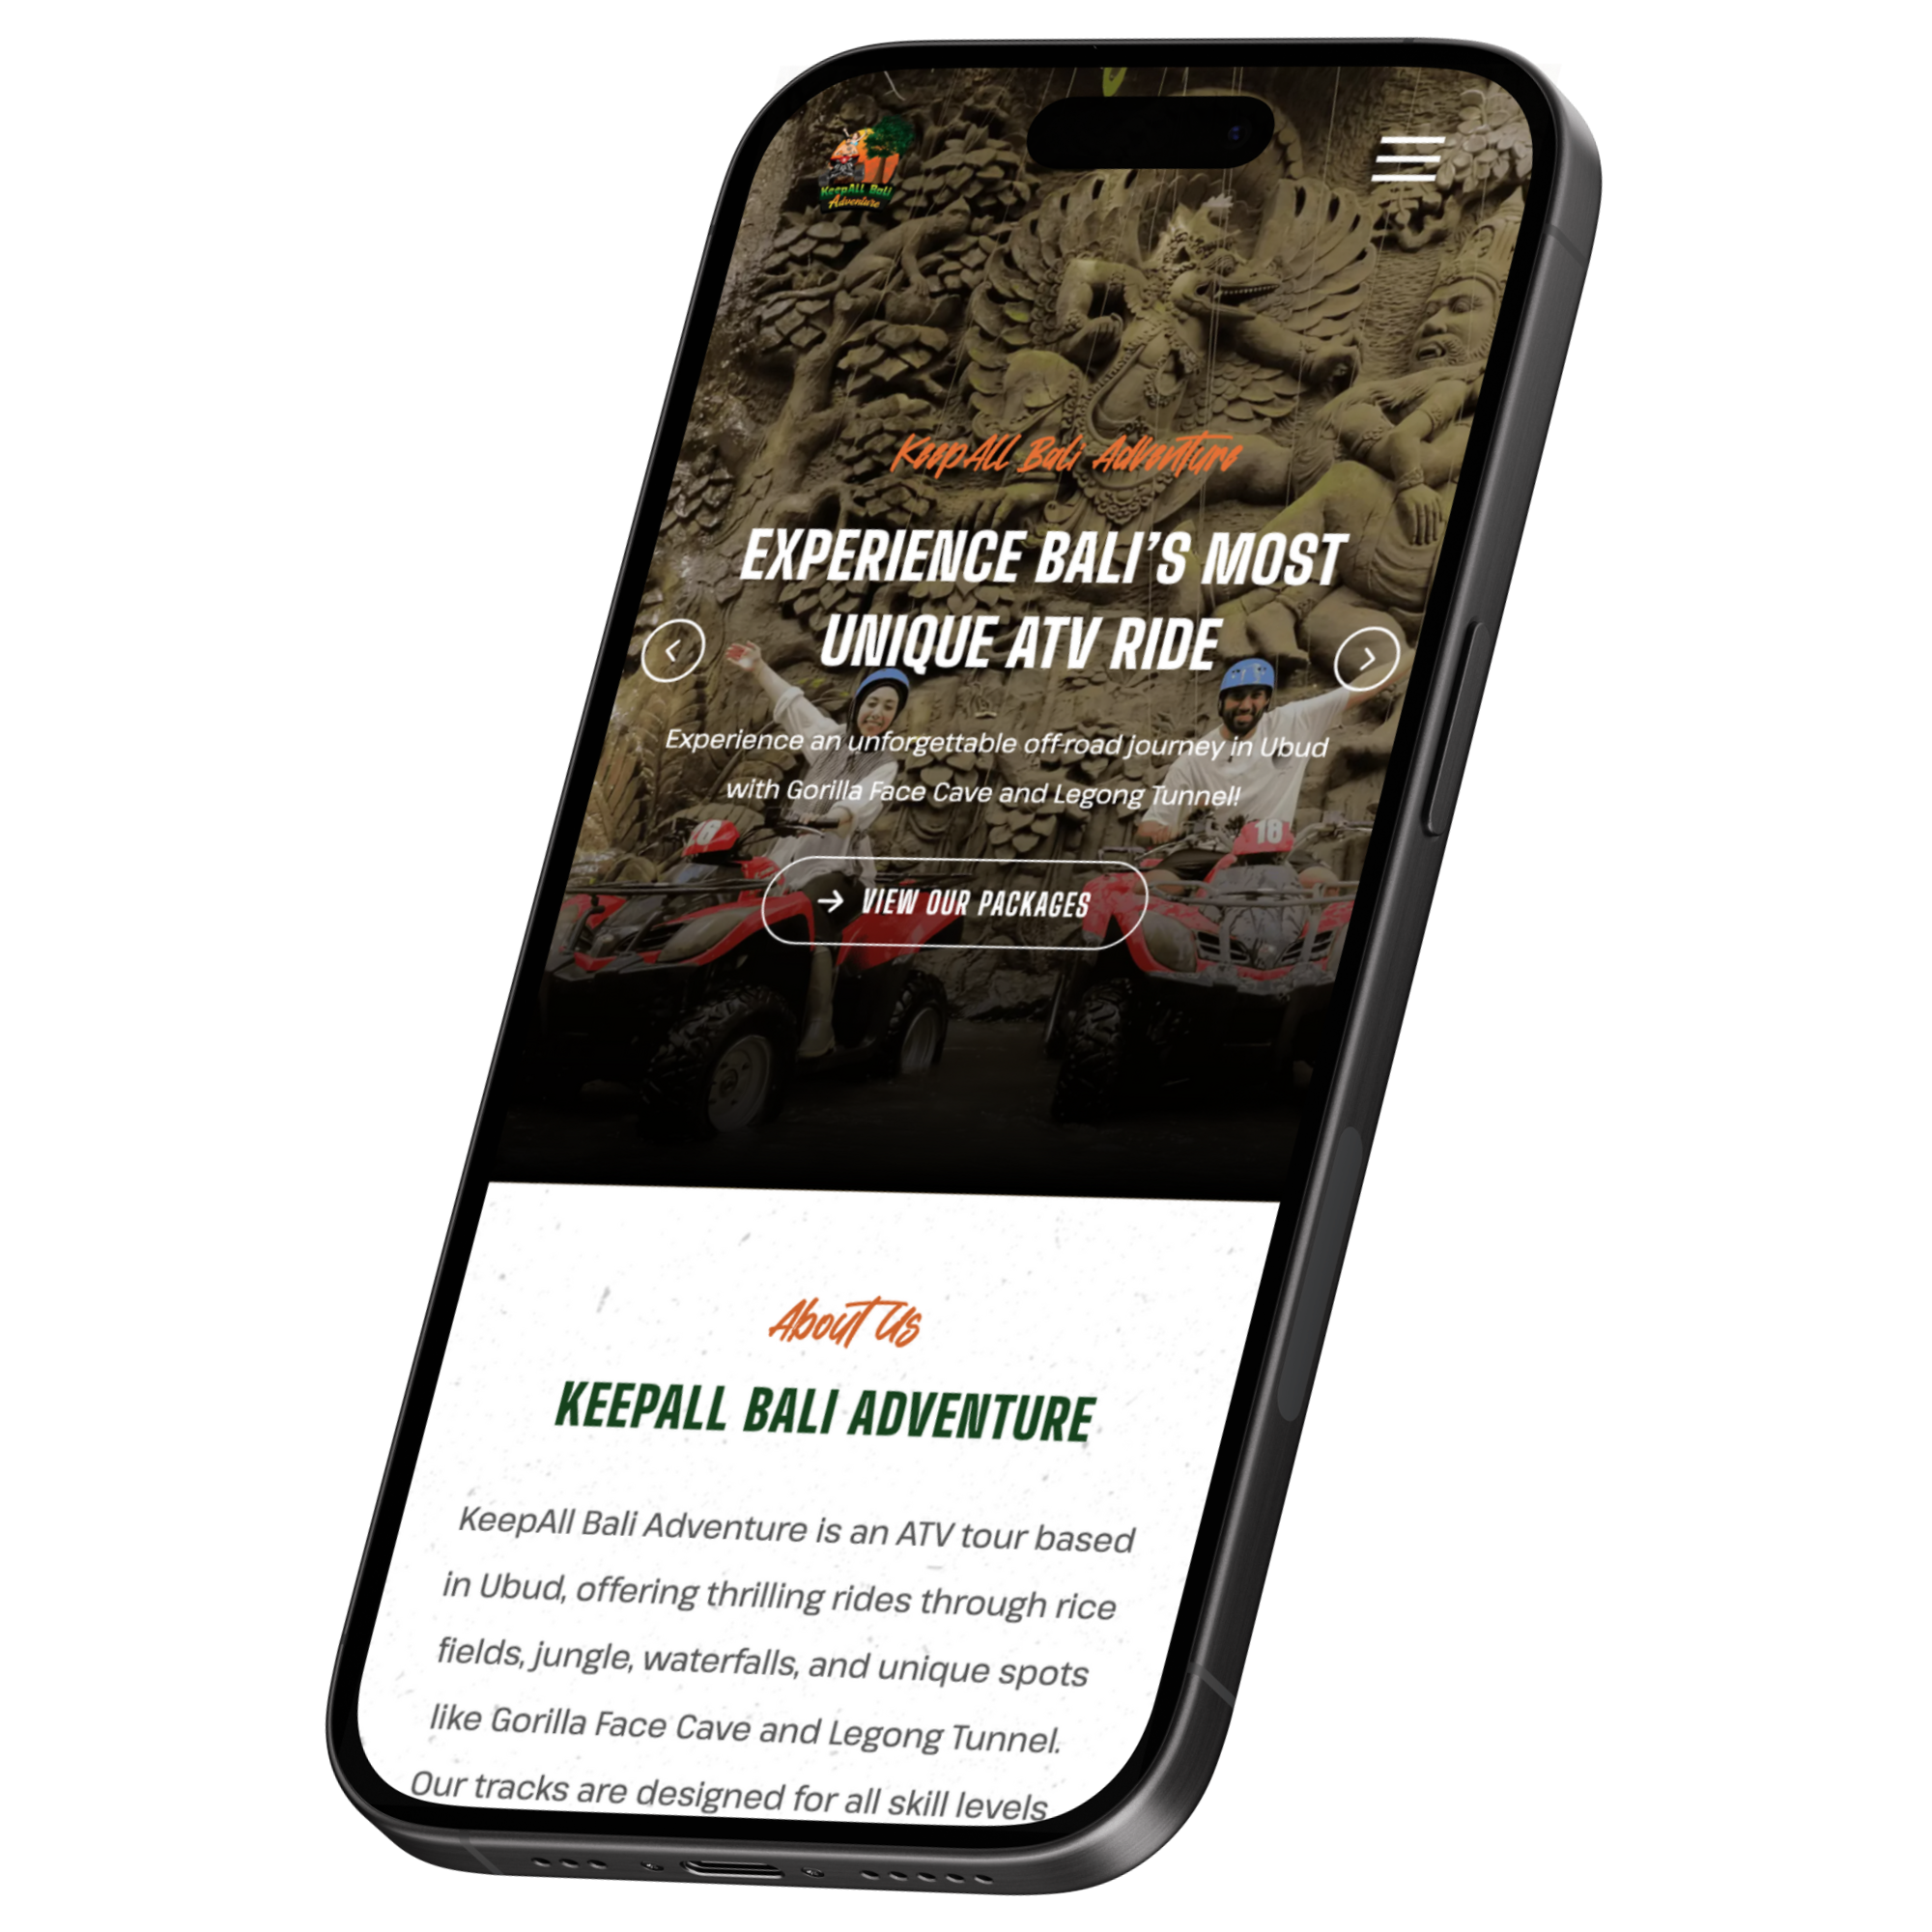 KeepALL Bali
Adventure
KeepALL Bali Adventure
EXPERIENCE BALI'S MOST
UNIQUE ATV RIDE
Experience an unforgettable off-road journey in Ubud
with Gorilla Face Cave and Legong Tunnel!
18
→ VIEW OUR PACKAGES
About Us
KEEPALL BALI ADVENTURE
KeepAll Bali Adventure is an ATV tour based
in Ubud, offering thrilling rides through rice
fields, jungle, waterfalls, and unique spots
like Gorilla Face Cave and Legong Tunnel.
Our tracks are designed for all skill levels